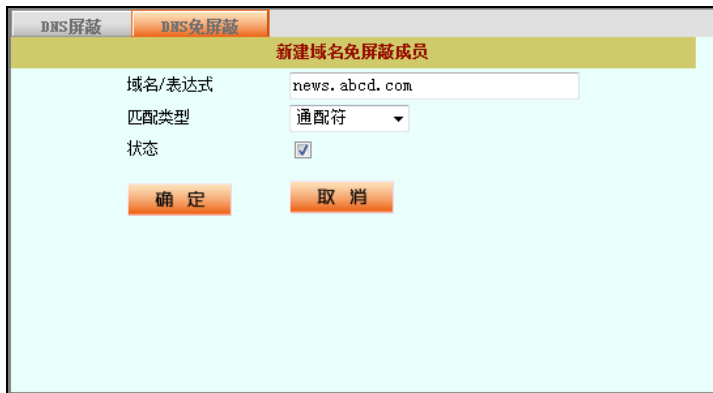 DNS屏蔽 DNS免屏蔽
新建域名免屏蔽成员
域名/表达式 news.abcd.com
匹配类型 通配符
状态
确 定 取 消